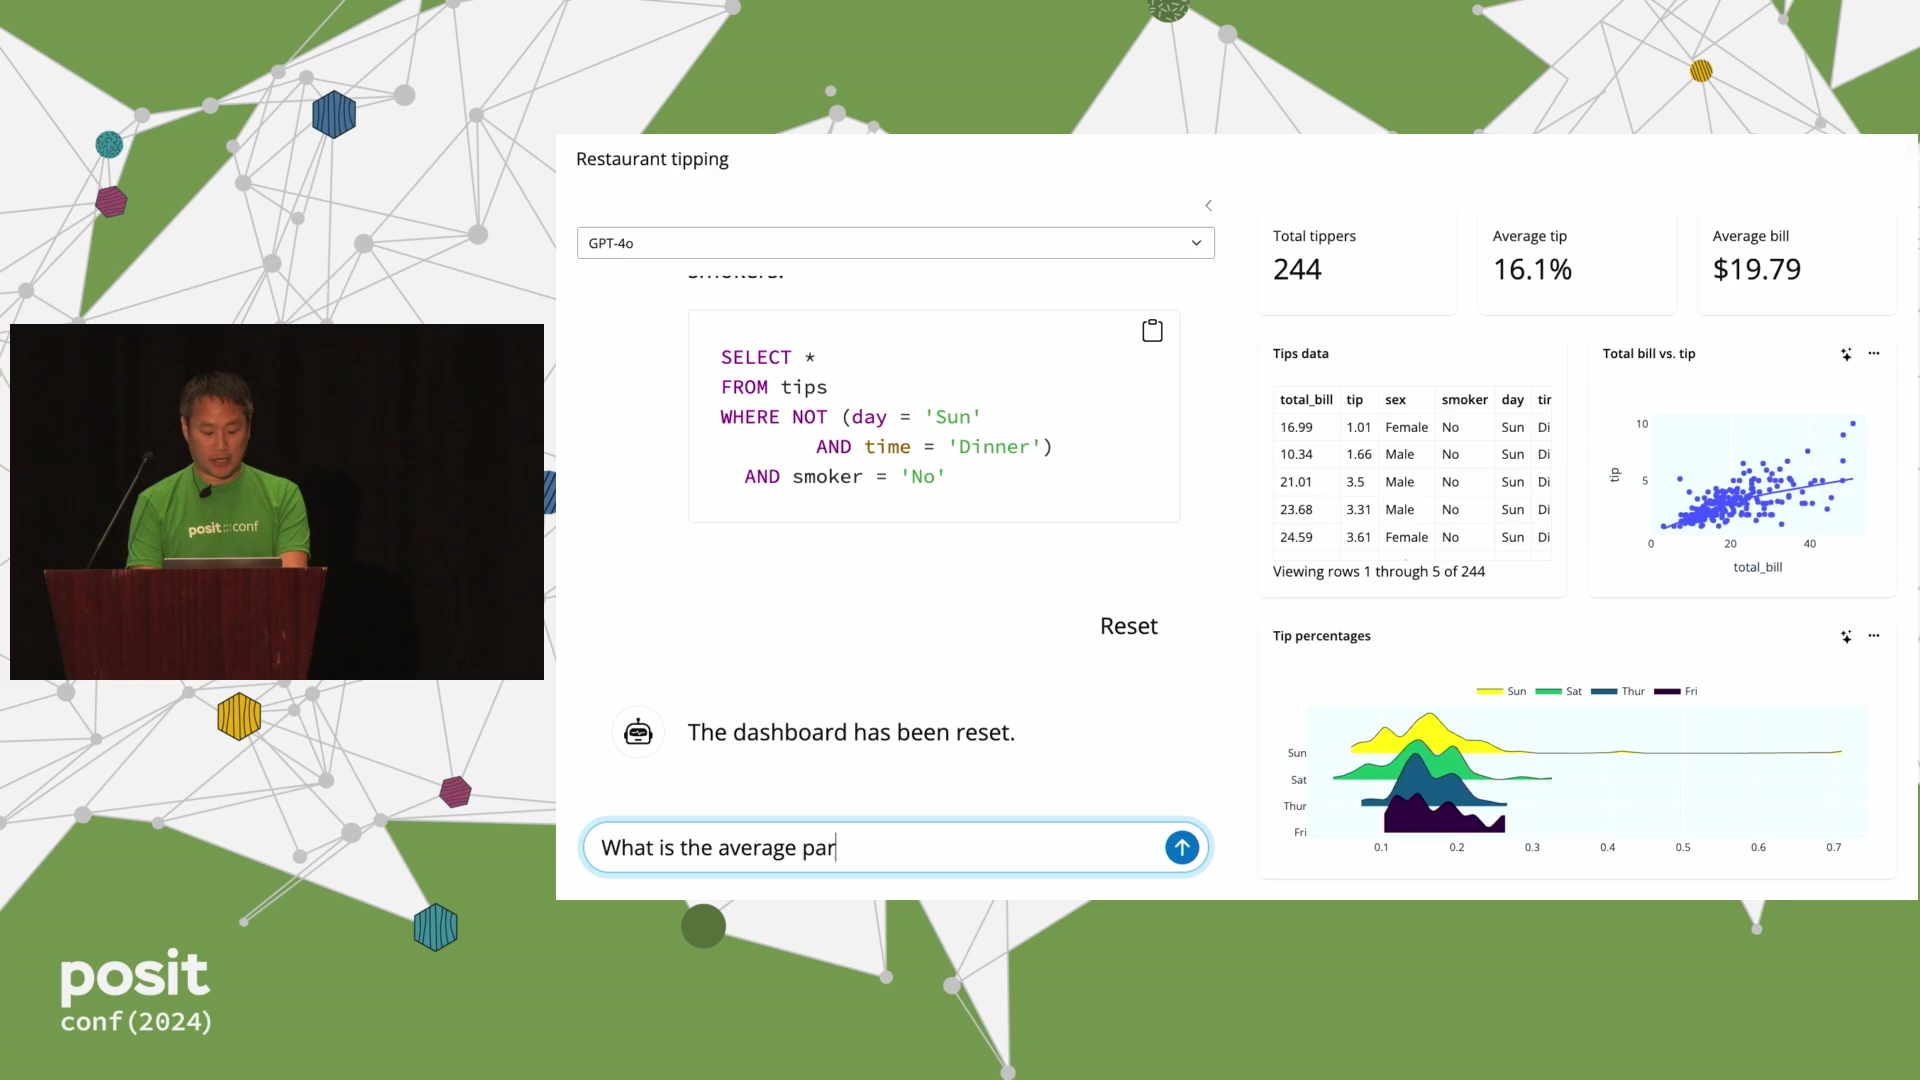 Restaurant tipping
GPT-4o
smokers.
SELECT *
FROM tips
WHERE NOT (day = 'Sun'
AND time = 'Dinner')
AND smoker = 'No'
Reset
The dashboard has been reset.
What is the average par
Total tippers
244
Average tip
16.1%
Average bill
$19.79
Tips data
total_bill tip sex smoker day
16.99 1.01 Female No Sun Di
10.34 1.66 Male No Sun Di
21.01 3.5 Male No Sun Di
23.68 3.31 Male No Sun Di
24.59 3.61 Female No Sun Di
Viewing rows 1 through 5 of 244
Total bill vs. tip
10
5
tip
0 20 40
total_bill
Tip percentages
Sun Sat Thur Fri
Sun
Sat
Thur
Fri
0.1 0.2 0.3 0.4 0.5 0.6 0.7
posit::conf
posit
conf(2024)